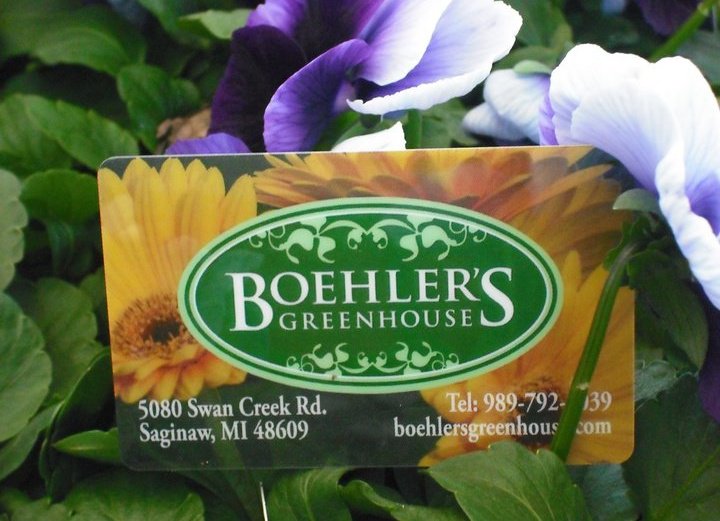 BOEHLER'S
GREENHOUSE
5080 Swan Creek Rd.
Saginaw, MI 48609
Tel: